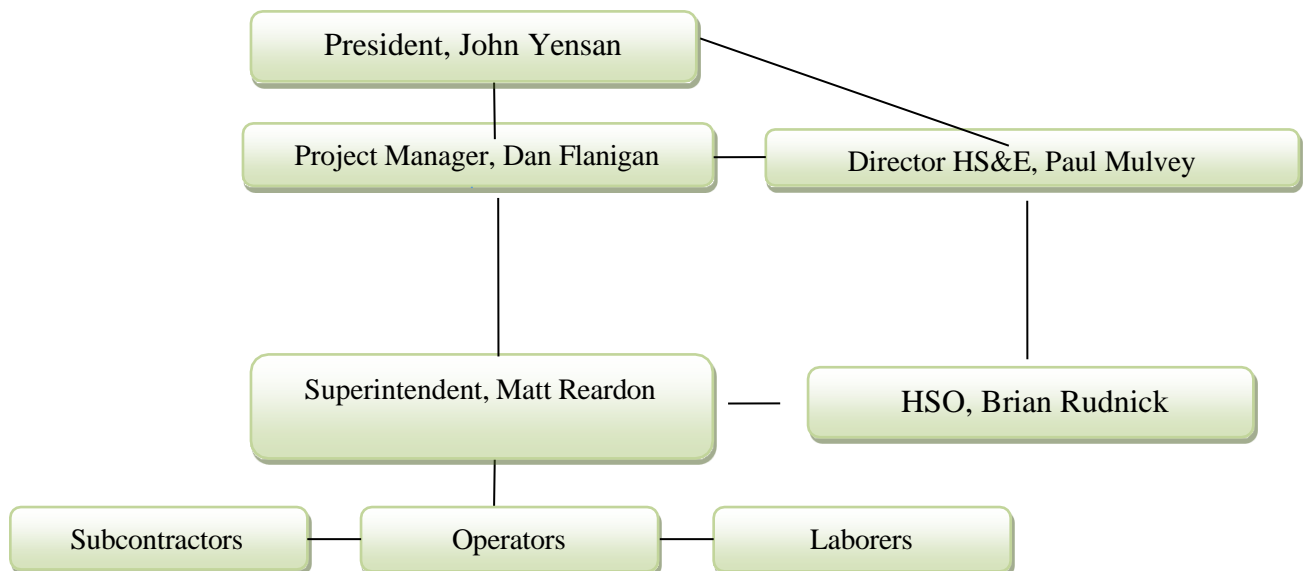 President, John Yensan
Project Manager, Dan Flanigan
Director HS&E, Paul Mulvey
Superintendent, Matt Reardon
HSO, Brian Rudnick
Subcontractors
Operators
Laborers